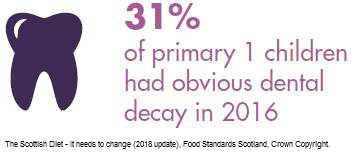 31%
of primary 1 children
had obvious dental
decay in 2016
The Scottish Diet - it needs to change (2018 update), Food Standards Scotland, Crown Copyright.